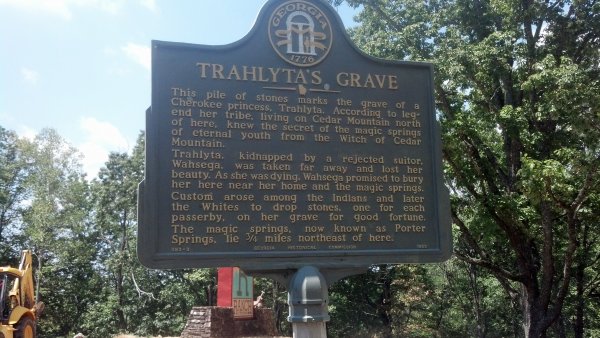 GEORGIA
1776
TRAHLYTA'S GRAVE
This pile of stones marks the grave of a
Cherokee princess, Trahlyta. According to leg-
end her tribe, living on Cedar Mountain north
of here, knew the secret of the magic springs
of eternal youth from the Witch of Cedar
Mountain.
Trahlyta, kidnapped by a rejected suitor,
Wahsega, was taken far away and lost her
beauty. As she was dying, Wahsega promised to bury
her here near her home and the magic springs.
Custom arose among the Indians and later
the Whites to drop stones, one for each
passerby, on her grave for good fortune.
The magic springs, now known as Porter
Springs, lie ¾ miles northeast of here.
GEORGIA HISTORICAL COMMISSION